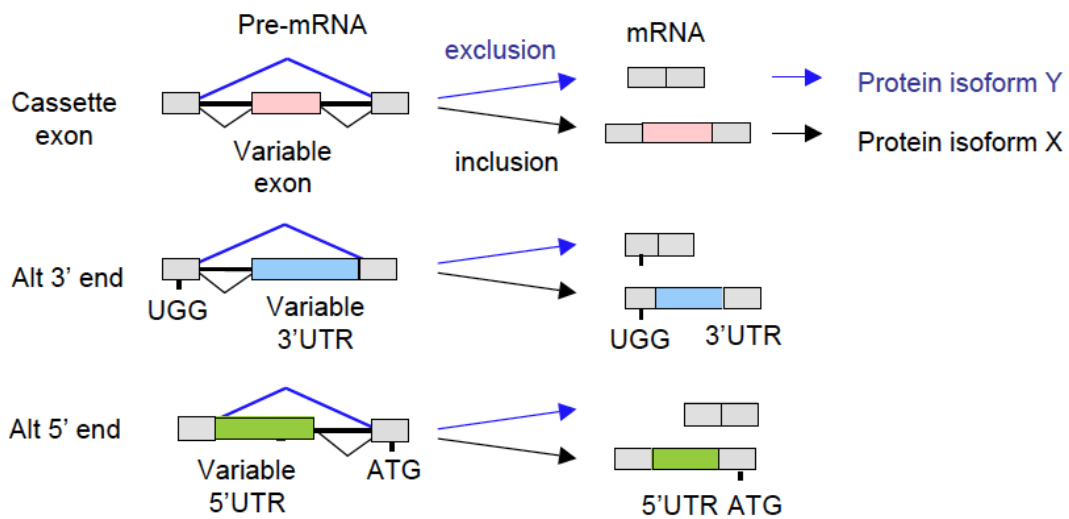 Pre-mRNA
mRNA
exclusion
Protein isoform Y
Cassette
exon
Variable
exon
inclusion
Protein isoform X
Alt 3’ end
UGG
Variable
3’UTR
UGG
3’UTR
Alt 5’ end
Variable
5’UTR
ATG
5’UTR ATG